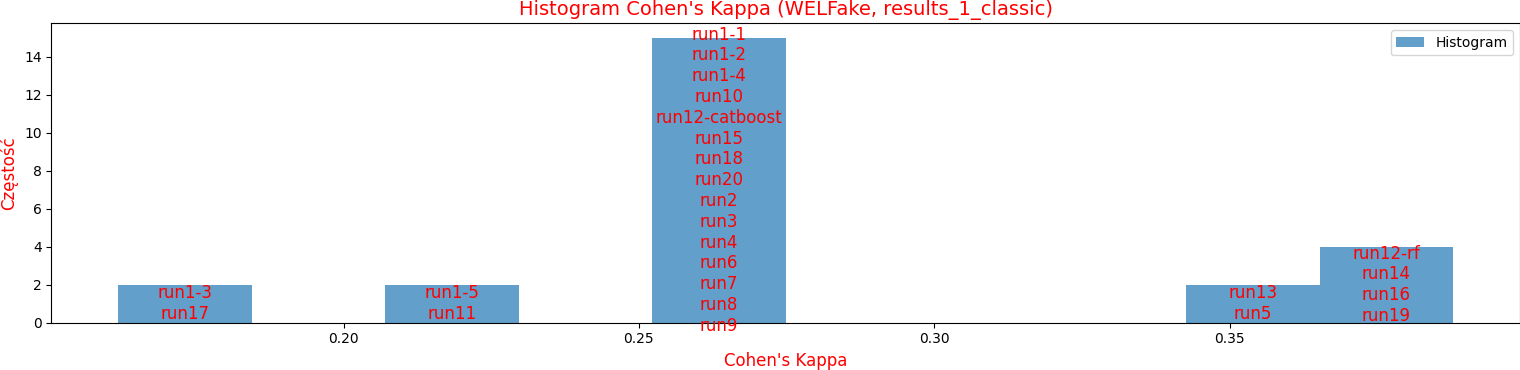 Histogram Cohen's Kappa (WELFake, results_1_classic)
Histogram
Częstość
14
12
10
8
6
4
2
0
run1-3
run17
run1-5
run11
run1-1
run1-2
run1-4
run10
run12-catboost
run15
run18
run20
run2
run3
run4
run6
run7
run8
run9
run13
run5
run12-rf
run14
run16
run19
0.20
0.25
0.30
0.35
Cohen's Kappa